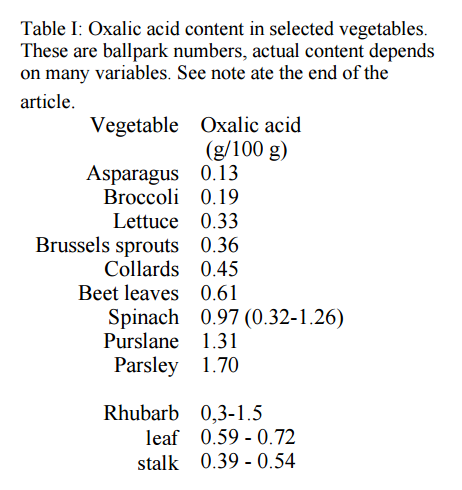 Table I: Oxalic acid content in selected vegetables.
These are ballpark numbers, actual content depends
on many variables. See note ate the end of the
article.
Vegetable Oxalic acid
(g/100 g)
Asparagus 0.13
Broccoli 0.19
Lettuce 0.33
Brussels sprouts 0.36
Collards 0.45
Beet leaves 0.61
Spinach 0.97 (0.32-1.26)
Purslane 1.31
Parsley 1.70
Rhubarb 0,3-1.5
leaf 0.59 - 0.72
stalk 0.39 - 0.54